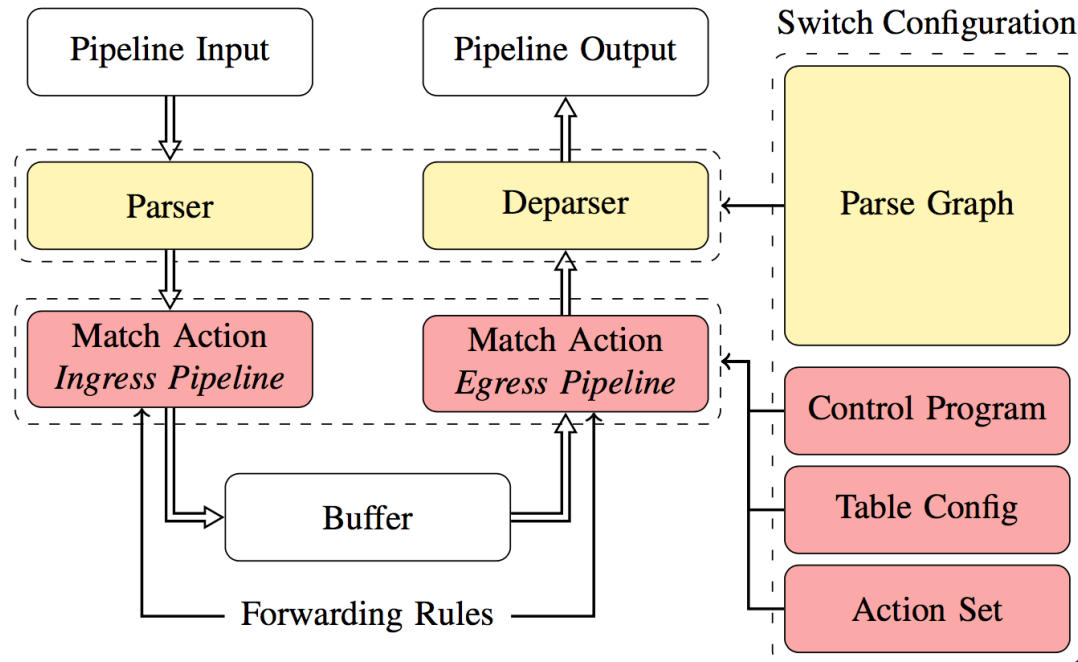 Pipeline Input
Pipeline Output
Switch Configuration
Parser
Deparser
Parse Graph
Match Action
Ingress Pipeline
Match Action
Egress Pipeline
Control Program
Table Config
Action Set
Buffer
Forwarding Rules